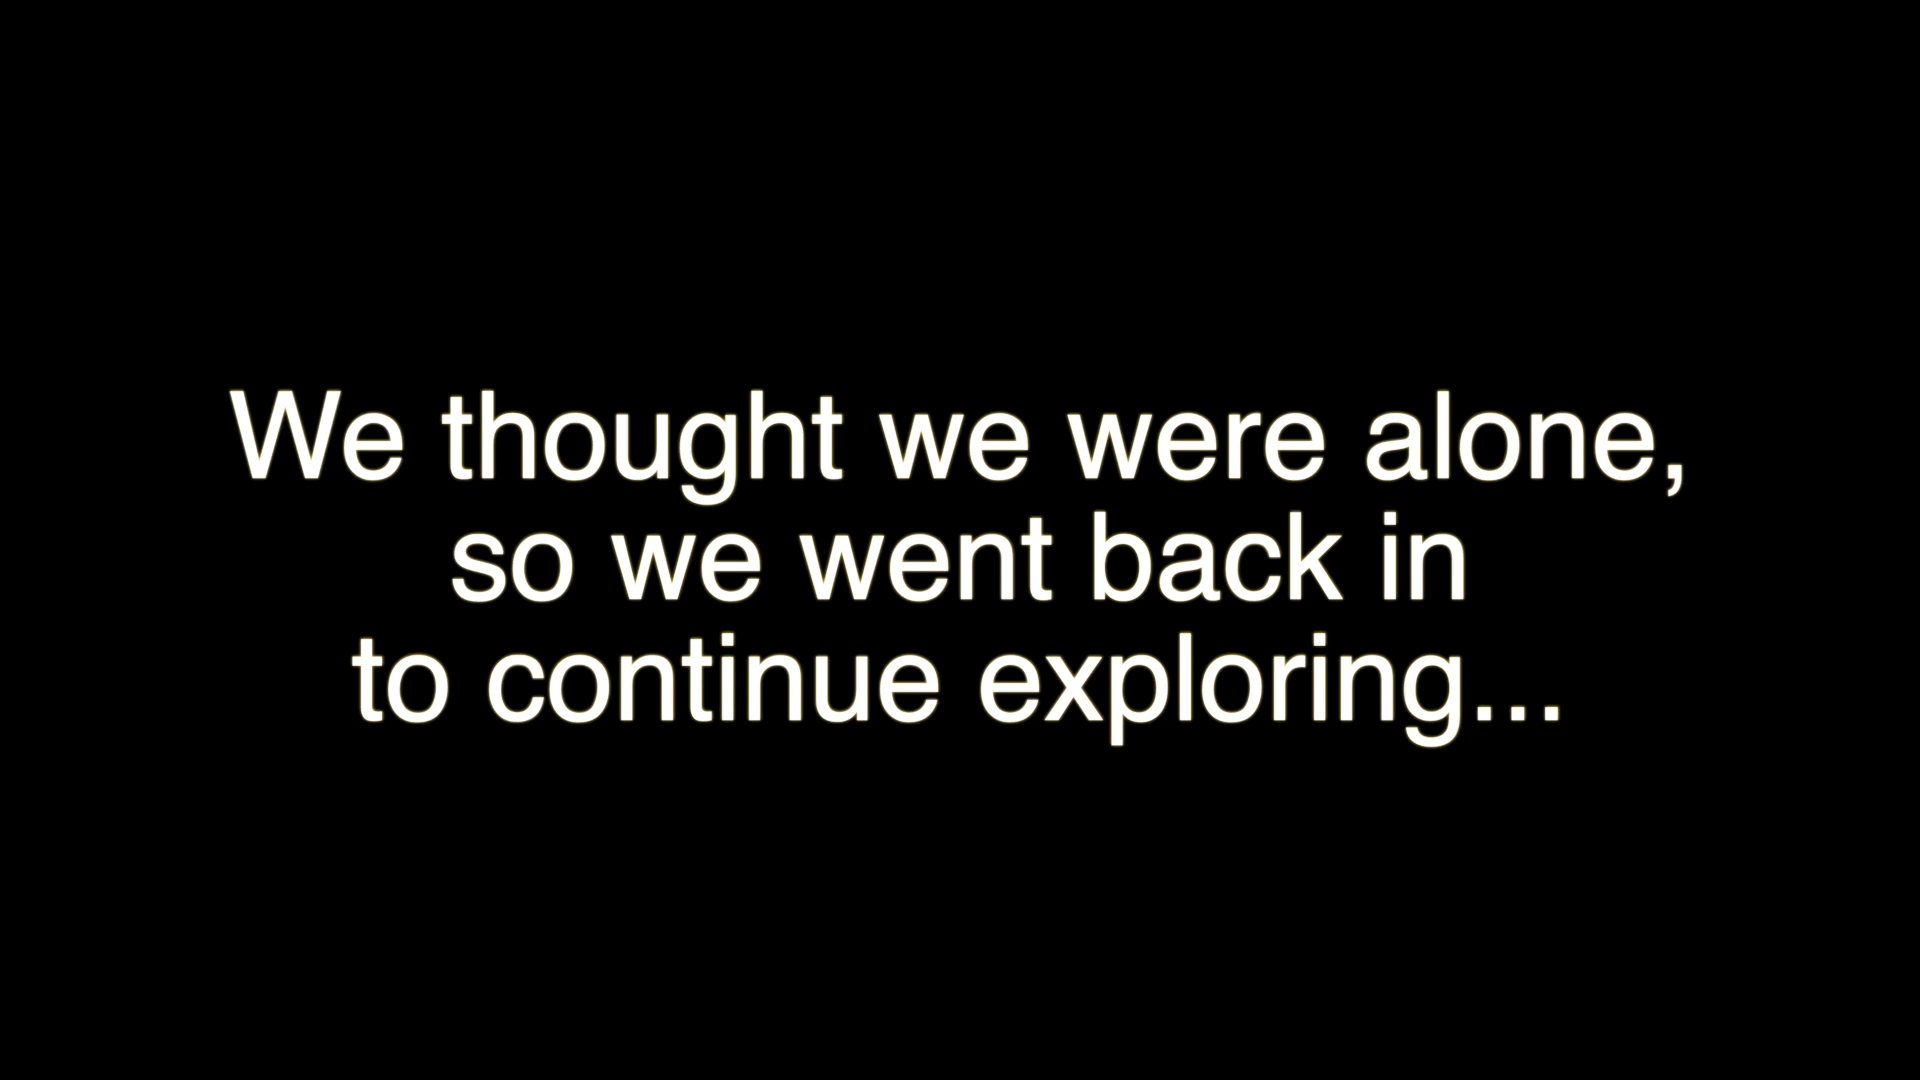 We thought we were alone,
so we went back in
to continue exploring...